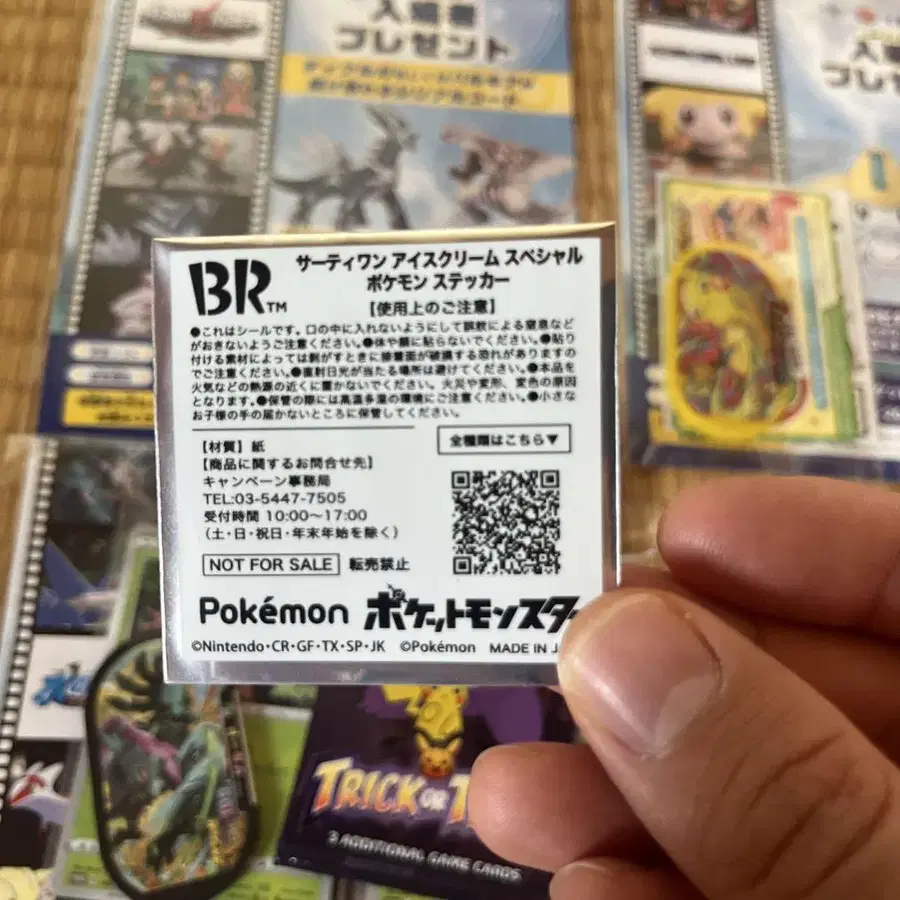 入場者
プレゼント
入場者
プレゼ
BR™
サーティワン アイスクリーム スペシャル
ポケモン ステッカー
【使用上のご注意】
●これはシールです。口の中に入れないようにして誤飲による窒息など
がおきないようご注意ください。●体や顔に貼らないでください。●貼り
付ける素材によっては剥がすときに接着面が破損する恐れがありますの
でご注意ください。●直射日光が当たる場所は避けてください。●本品を
火気などの熱源の近くに置かないでください。火災や変形、変色の原因
となります。●保管の際には高温多湿の環境にご注意ください。●小さな
お子様の手の届かないところに保管してください。
【材質】紙
【商品に関するお問合せ先】
キャンペーン事務局
TEL:03-5447-7505
受付時間 10:00〜17:00
（土・日・祝日・年末年始を除く）
全種類はこちら▼
NOT FOR SALE 転売禁止
Pokémon ポケットモンスター
©Nintendo・CR・GF・TX・SP・JK ©Pokémon MADE IN J
TRICK OR T
3 ADDITIONAL GAME CARDS